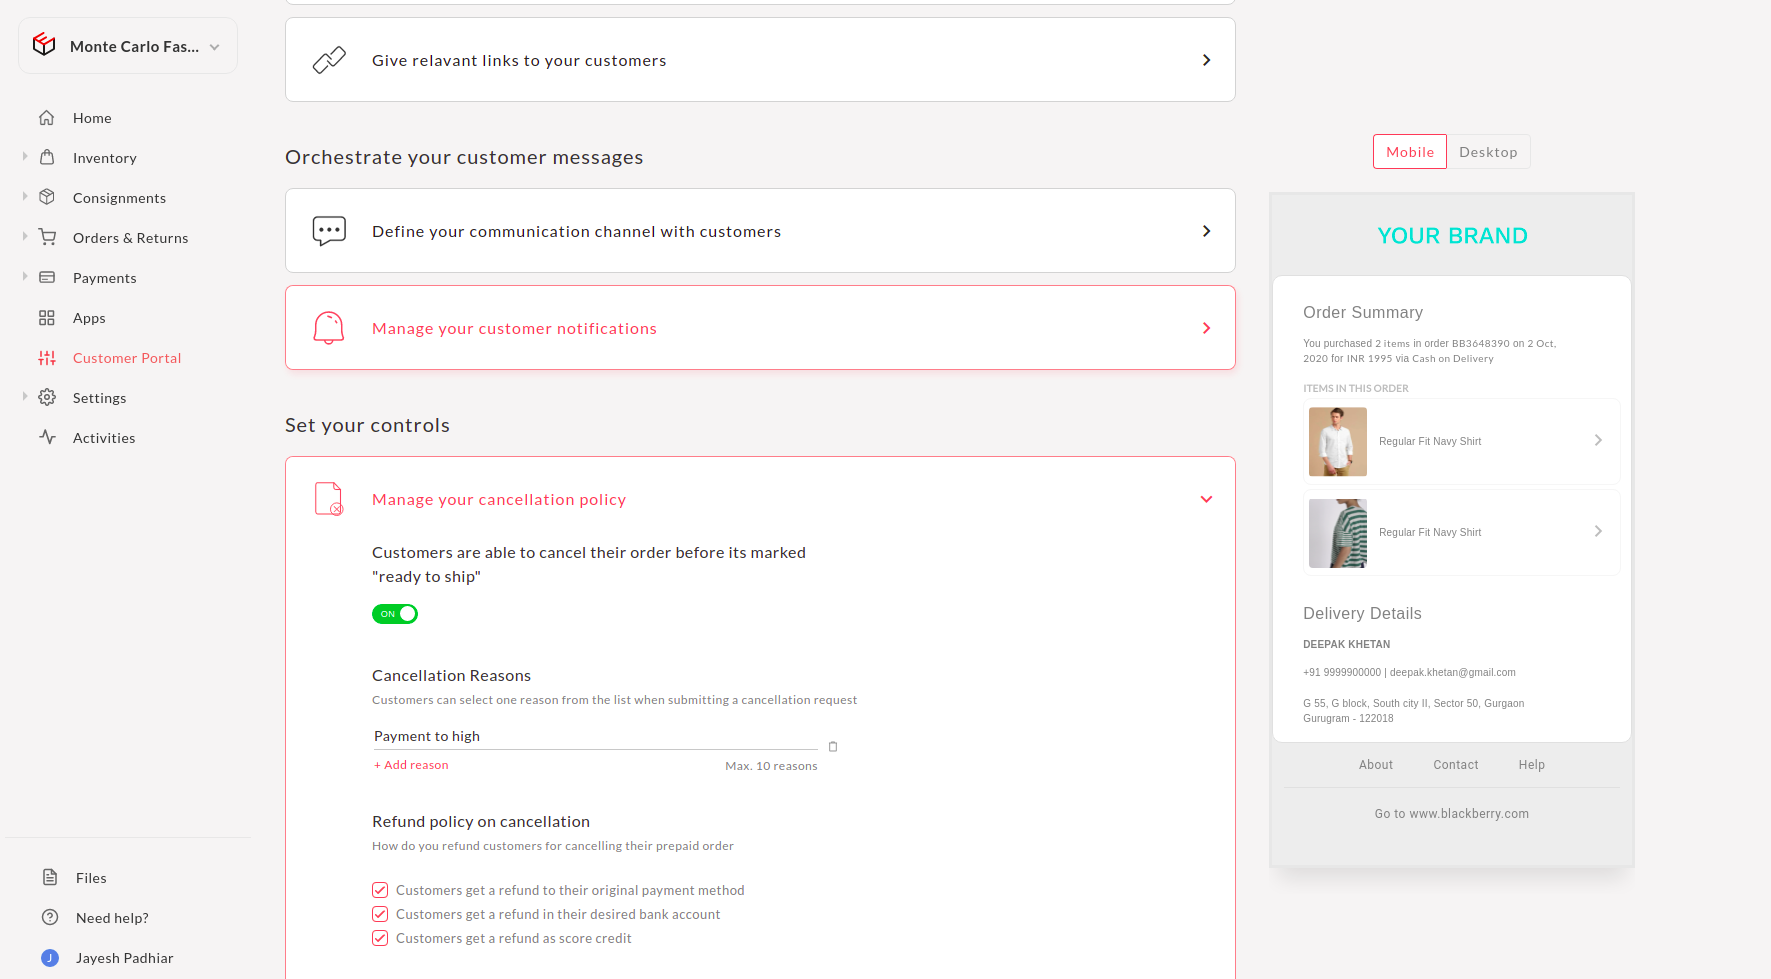 Monte Carlo Fas...
Home
Inventory
Consignments
Orders & Returns
Payments
Apps
Customer Portal
Settings
Activities
Files
Need help?
J
Jayesh Padhiar
Give relavant links to your customers
Orchestrate your customer messages
Define your communication channel with customers
Manage your customer notifications
Set your controls
Manage your cancellation policy
Customers are able to cancel their order before its marked
"ready to ship"
ON
Cancellation Reasons
Customers can select one reason from the list when submitting a cancellation request
Payment to high
+ Add reason
Max. 10 reasons
Refund policy on cancellation
How do you refund customers for cancelling their prepaid order
Customers get a refund to their original payment method
Customers get a refund in their desired bank account
Customers get a refund as score credit
Mobile
Desktop
YOUR BRAND
Order Summary
You purchased 2 items in order BB3648390 on 2 Oct,
2020 for INR 1995 via Cash on Delivery
ITEMS IN THIS ORDER
Regular Fit Navy Shirt
Regular Fit Navy Shirt
Delivery Details
DEEPAK KHETAN
+91 9999900000 | deepak.khetan@gmail.com
G 55, G block, South city II, Sector 50, Gurgaon
Gurugram - 122018
About
Contact
Help
Go to www.blackberry.com